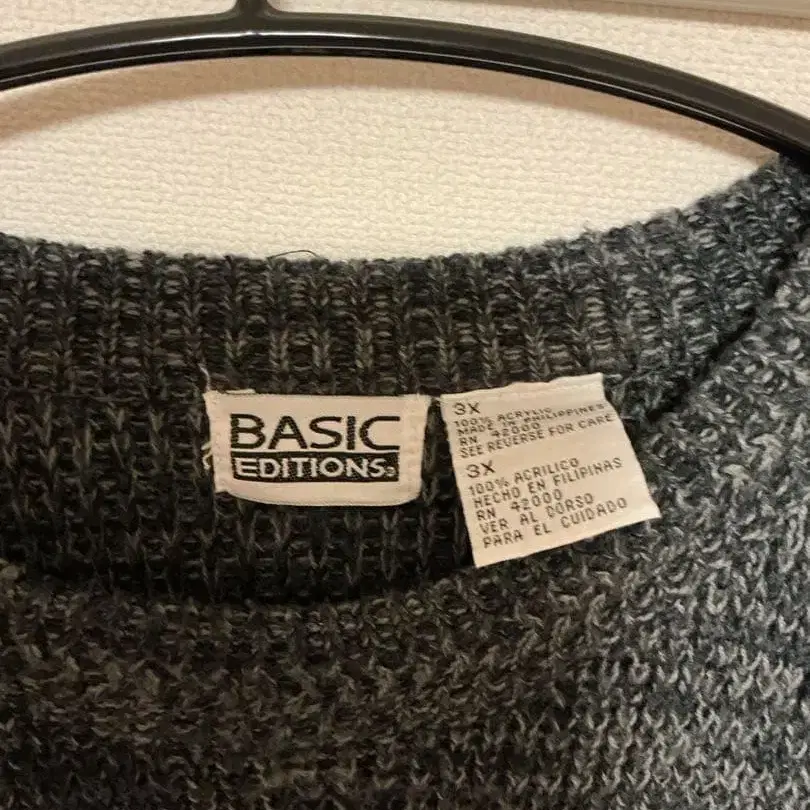 BASIC
EDITIONS®
3X
100% ACRYLIC
MADE IN PHILIPPINES
RN 42000
SEE REVERSE FOR CARE
3X
100% ACRILICO
HECHO EN FILIPINAS
RN 42000
VER AL DORSO
PARA EL CUIDADO